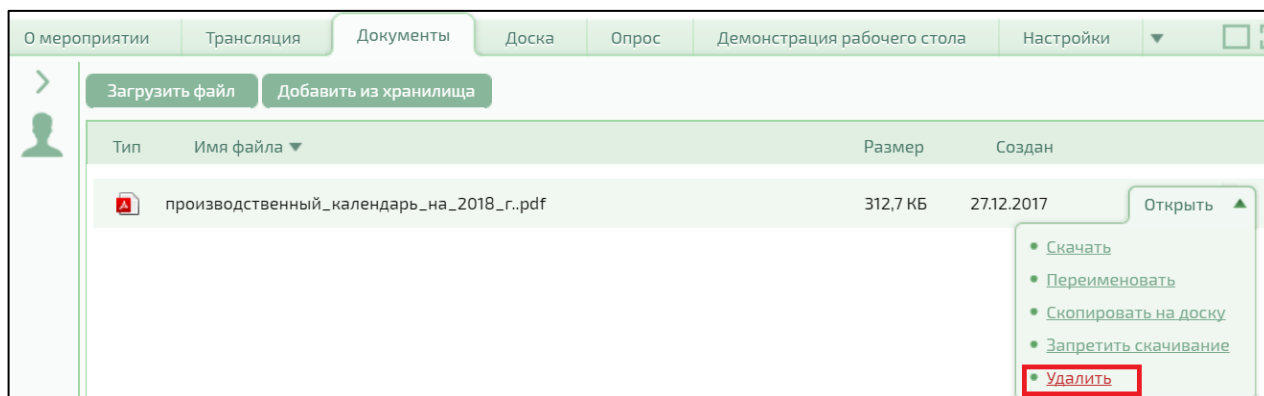 О мероприятии Трансляция Документы Доска Опрос Демонстрация рабочего стола Настройки
Загрузить файл Добавить из хранилища
Тип Имя файла Размер Создан
производственный_календарь_на_2018_г..pdf 312,7 КБ 27.12.2017 Открыть
Скачать
Переименовать
Скопировать на доску
Запретить скачивание
Удалить